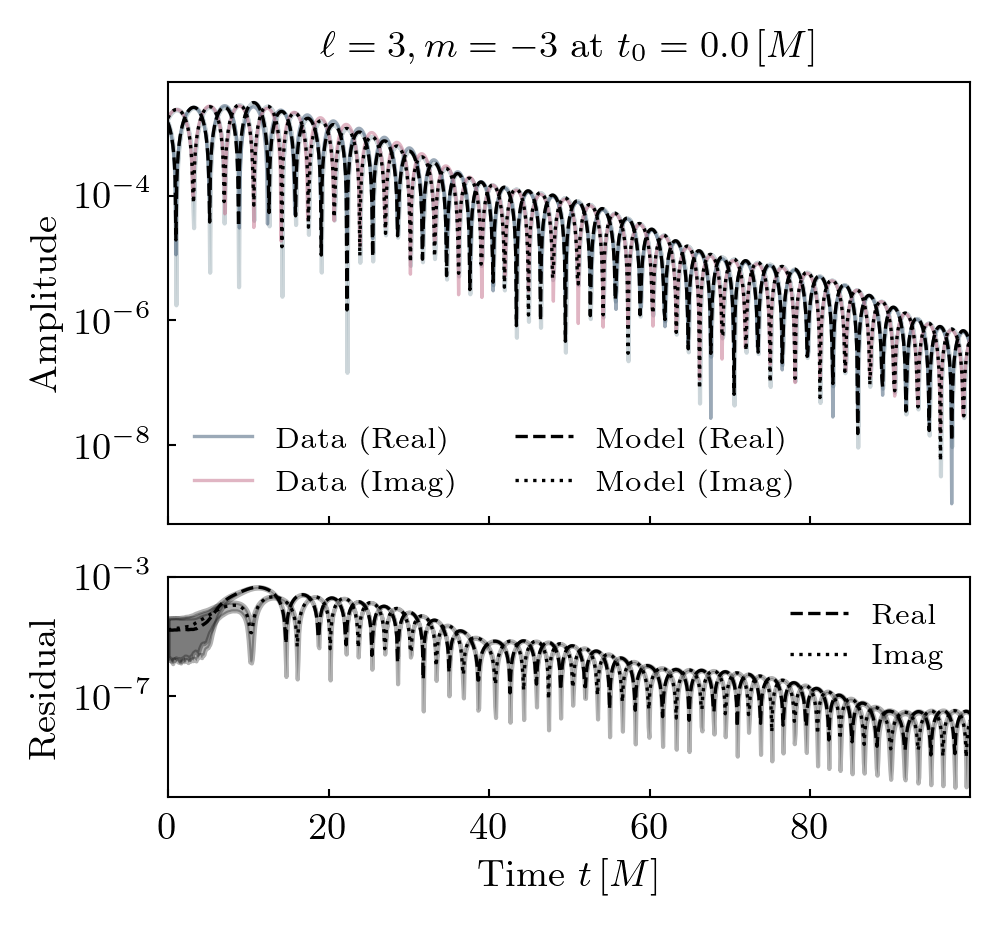 ℓ = 3, m = −3 at t₀ = 0.0 [M]
Amplitude
10⁻⁴
10⁻⁶
10⁻⁸
Data (Real)
Data (Imag)
Model (Real)
Model (Imag)
Residual
10⁻³
10⁻⁷
Real
Imag
0 20 40 60 80
Time t [M]